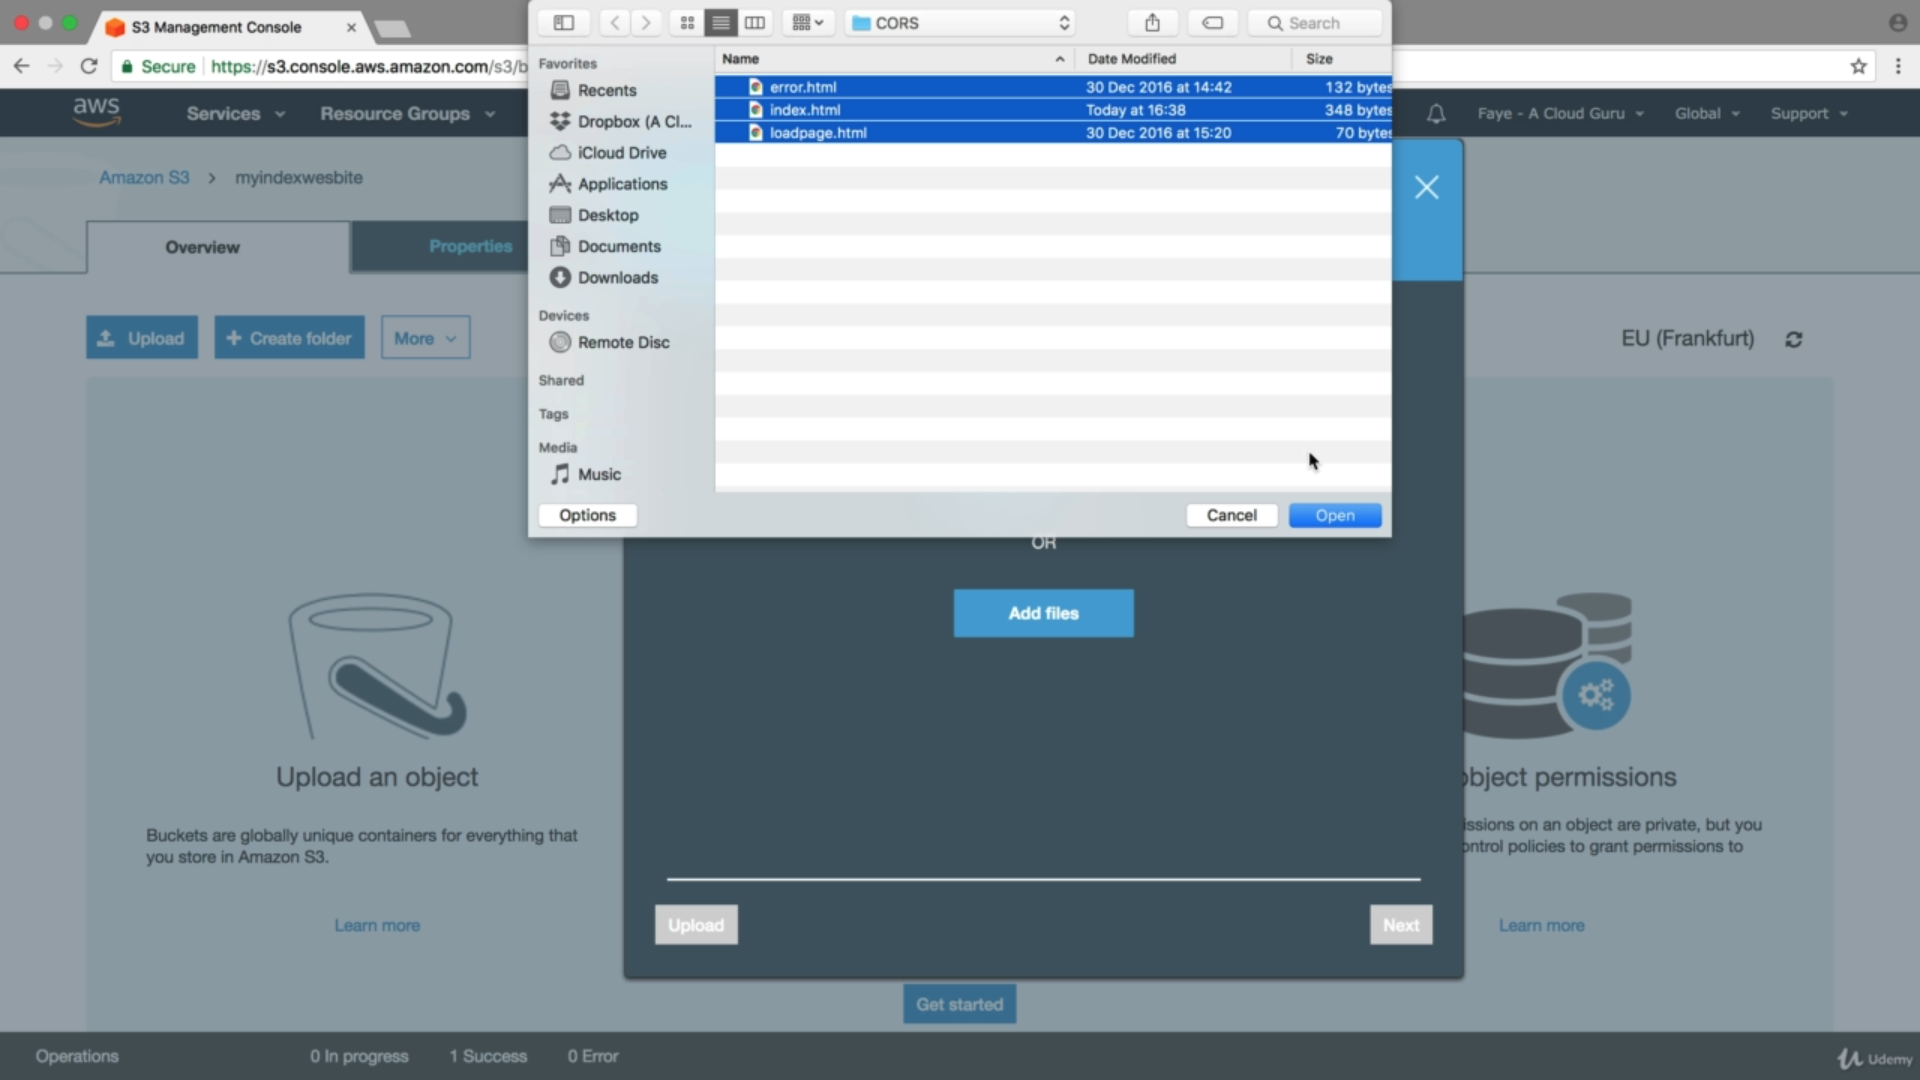 S3 Management Console
CORS
Search
Secure
https://s3.console.aws.amazon.com/s3/b
Favorites
Recents
Dropbox (A Cl...
iCloud Drive
Applications
Desktop
Documents
Downloads
Devices
Remote Disc
Shared
Tags
Media
Music
Name Date Modified Size
error.html 30 Dec 2016 at 14:42 132 bytes
index.html Today at 16:38 348 bytes
loadpage.html 30 Dec 2016 at 15:20 70 bytes
Options Cancel Open
aws Services Resource Groups Faye - A Cloud Guru Global Support
Amazon S3 > myindexwesbite
Overview Properties
Upload + Create folder More
EU (Frankfurt)
OR
Add files
Upload an object
Buckets are globally unique containers for everything that
you store in Amazon S3.
Learn more
object permissions
issions on an object are private, but you
ontrol policies to grant permissions to
Learn more
Upload Next
Get started
Operations 0 In progress 1 Success 0 Error
Udemy